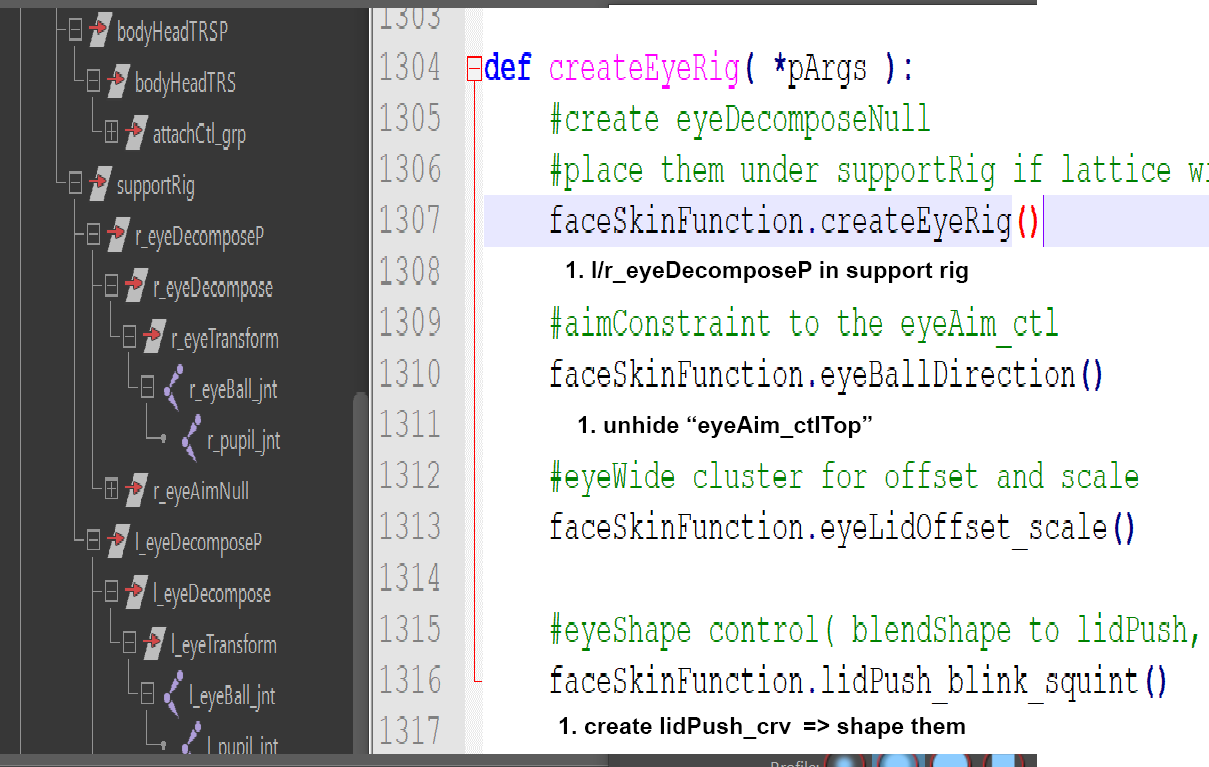 bodyHeadTRSP
bodyHeadTRS
attachCtl_grp
supportRig
r_eyeDecomposeP
r_eyeDecompose
r_eyeTransform
r_eyeBall_jnt
r_pupil_jnt
r_eyeAimNull
l_eyeDecomposeP
l_eyeDecompose
l_eyeTransform
l_eyeBall_jnt
l_pupil_jnt
1303
1304 def createEyeRig( *pArgs ):
1305 #create eyeDecomposeNull
1306 #place them under supportRig if lattice
1307 faceSkinFunction.createEyeRig()
1308 1. l/r_eyeDecomposeP in support rig
1309 #aimConstraint to the eyeAim_ctl
1310 faceSkinFunction.eyeBallDirection()
1311 1. unhide “eyeAim_ctlTop”
1312 #eyeWide cluster for offset and scale
1313 faceSkinFunction.eyeLidOffset_scale()
1314
1315 #eyeShape control( blendShape to lidPush,
1316 faceSkinFunction.lidPush_blink_squint()
1317 1. create lidPush_crv => shape them